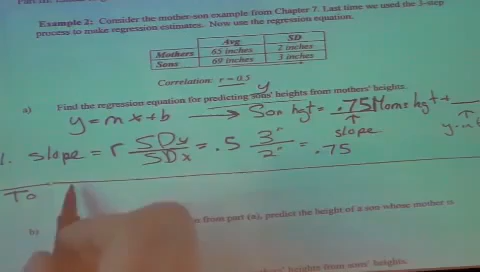 Example 2: Consider the mother-son example from Chapter 7. Last time we used the 3-step
process to make regression estimates. Now use the regression equation.
Avg SD
Mothers 65 inches 2 inches
Sons 69 inches 3 inches
Correlation: r = 0.5
y
a) Find the regression equation for predicting sons' heights from mothers' heights.
y = mx + b → Son hgt = .75 Moms hgt +
slope
1. slope = r SDy/SDx = .5 3"/2" = .75
To
b) from part (a), predict the height of a son whose mother is
heights from sons' heights.